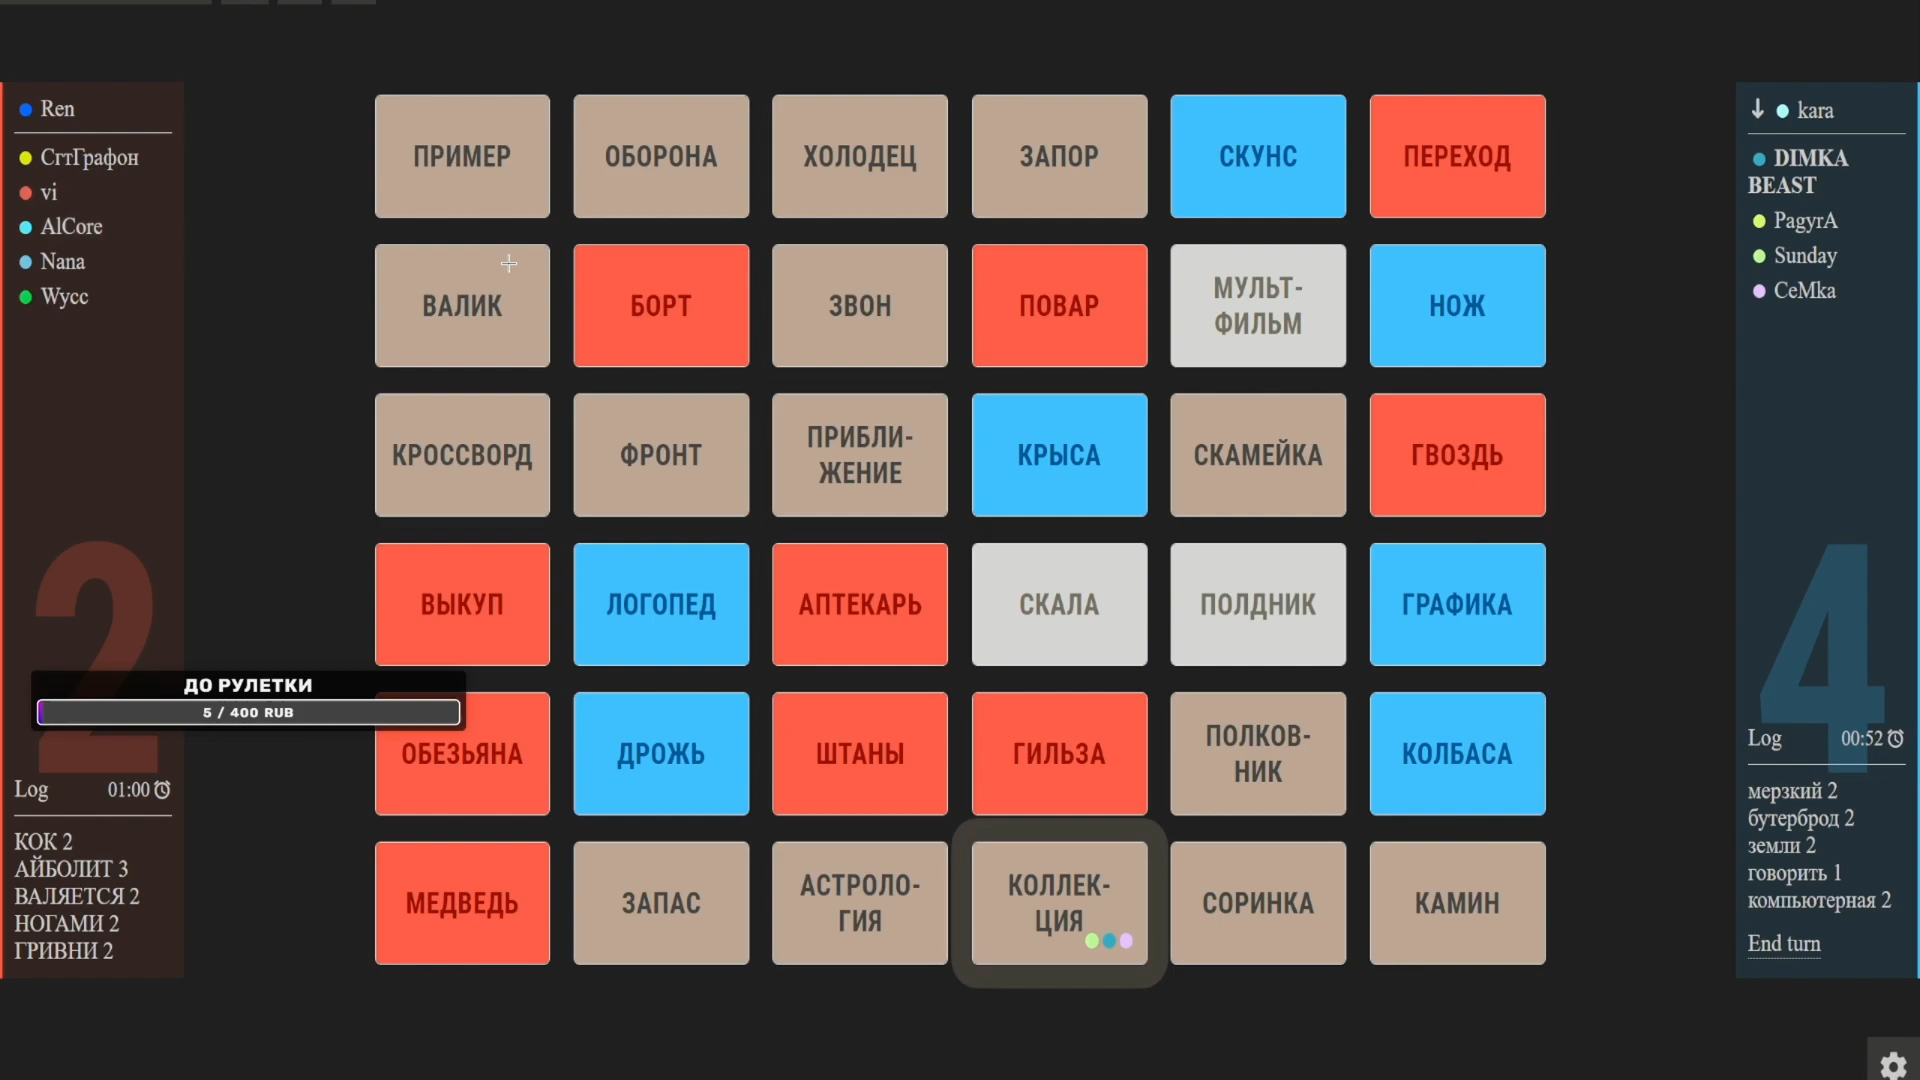 Ren
СгтГрафон
vi
AlCore
Nana
Wycc
2
ДО РУЛЕТКИ
5 / 400 RUB
Log 01:00
КОК 2
АЙБОЛИТ 3
ВАЛЯЕТСЯ 2
НОГАМИ 2
ГРИВНИ 2
ПРИМЕР ОБОРОНА ХОЛОДЕЦ ЗАПОР СКУНС ПЕРЕХОД
ВАЛИК БОРТ ЗВОН ПОВАР МУЛЬТ-
ФИЛЬМ НОЖ
КРОССВОРД ФРОНТ ПРИБЛИ-
ЖЕНИЕ КРЫСА СКАМЕЙКА ГВОЗДЬ
ВЫКУП ЛОГОПЕД АПТЕКАРЬ СКАЛА ПОЛДНИК ГРАФИКА
ОБЕЗЬЯНА ДРОЖЬ ШТАНЫ ГИЛЬЗА ПОЛКОВ-
НИК КОЛБАСА
МЕДВЕДЬ ЗАПАС АСТРОЛО-
ГИЯ КОЛЛЕК-
ЦИЯ СОРИНКА КАМИН
kara
DIMKA
BEAST
PagyrA
Sunday
CeMka
4
Log 00:52
мерзкий 2
бутерброд 2
земли 2
говорить 1
компьютерная 2
End turn